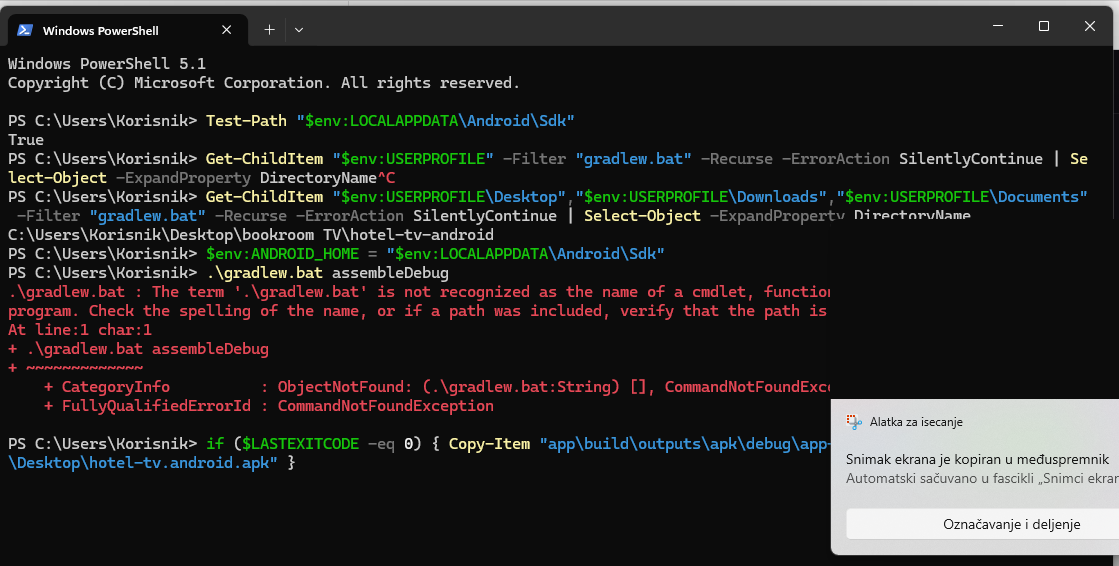 Windows PowerShell
Windows PowerShell 5.1
Copyright (C) Microsoft Corporation. All rights reserved.
PS C:\Users\Korisnik> Test-Path "$env:LOCALAPPDATA\Android\Sdk"
True
PS C:\Users\Korisnik> Get-ChildItem "$env:USERPROFILE" -Filter "gradlew.bat" -Recurse -ErrorAction SilentlyContinue | Se
lect-Object -ExpandProperty DirectoryName^C
PS C:\Users\Korisnik> Get-ChildItem "$env:USERPROFILE\Desktop","$env:USERPROFILE\Downloads","$env:USERPROFILE\Documents"
-Filter "gradlew.bat" -Recurse -ErrorAction SilentlyContinue | Select-Object -ExpandProperty DirectoryName
C:\Users\Korisnik\Desktop\bookroom TV\hotel-tv-android
PS C:\Users\Korisnik> $env:ANDROID_HOME = "$env:LOCALAPPDATA\Android\Sdk"
PS C:\Users\Korisnik> .\gradlew.bat assembleDebug
.\gradlew.bat : The term '.\gradlew.bat' is not recognized as the name of a cmdlet, function
program. Check the spelling of the name, or if a path was included, verify that the path is
At line:1 char:1
+ .\gradlew.bat assembleDebug
+ ~~~~~~~~~~~~~
+ CategoryInfo : ObjectNotFound: (.\gradlew.bat:String) [], CommandNotFoundExc
+ FullyQualifiedErrorId : CommandNotFoundException
PS C:\Users\Korisnik> if ($LASTEXITCODE -eq 0) { Copy-Item "app\build\outputs\apk\debug\app-
\Desktop\hotel-tv.android.apk" }
Alatka za isecanje
Snimak ekrana je kopiran u međuspremnik
Automatski sačuvano u fascikli „Snimci ekran
Označavanje i deljenje